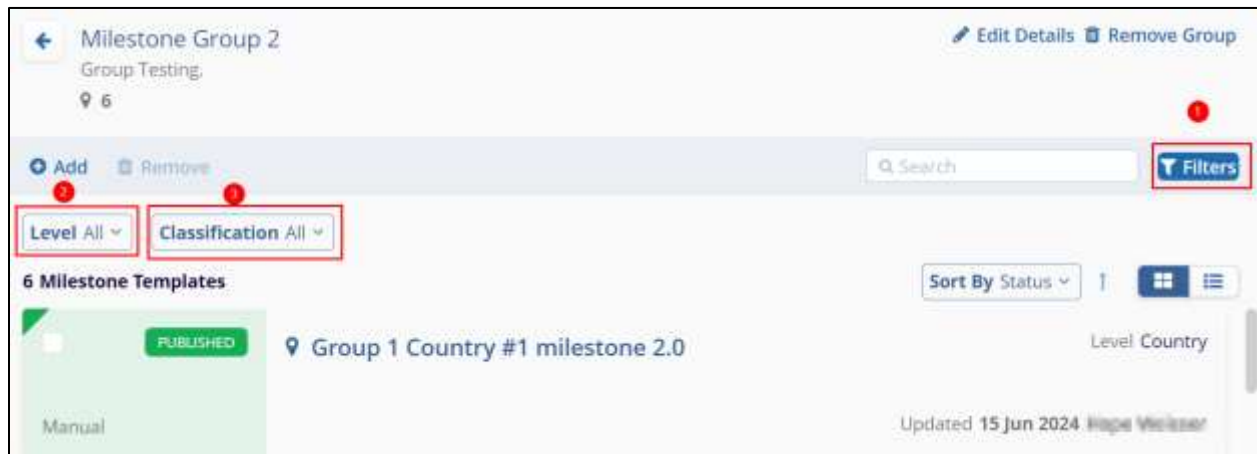 Milestone Group 2
Edit Details Remove Group
Group Testing.
6
1
Add Remove
Search
Filters
2
3
Level All
Classification All
6 Milestone Templates
Sort By Status
PUBLISHED
Group 1 Country #1 milestone 2.0
Level Country
Manual
Updated 15 Jun 2024